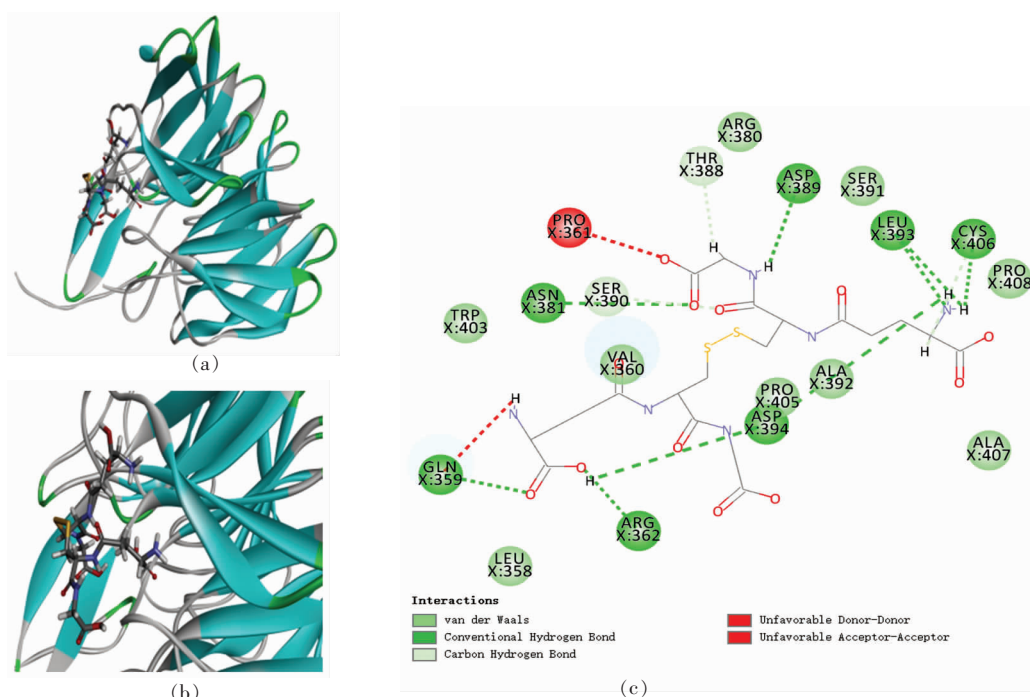 (a)
(b)
ARG
X:380
THR
X:388
ASP
X:389
SER
X:391
LEU
X:393
CYS
X:406
PRO
X:361
PRO
X:408
ASN
X:381
SER
X:390
TRP
X:403
VAL
X:360
ALA
X:392
PRO
X:405
ASP
X:394
ALA
X:407
GLN
X:359
ARG
X:362
LEU
X:358
H
O
N
H
O
O
O
O
N
H
N
H
H
O
O
S
S
O
H
N
N
O
N
O
O
H
O
O
O
Interactions
van der Waals
Conventional Hydrogen Bond
Carbon Hydrogen Bond
Unfavorable Donor-Donor
Unfavorable Acceptor-Acceptor
(c)